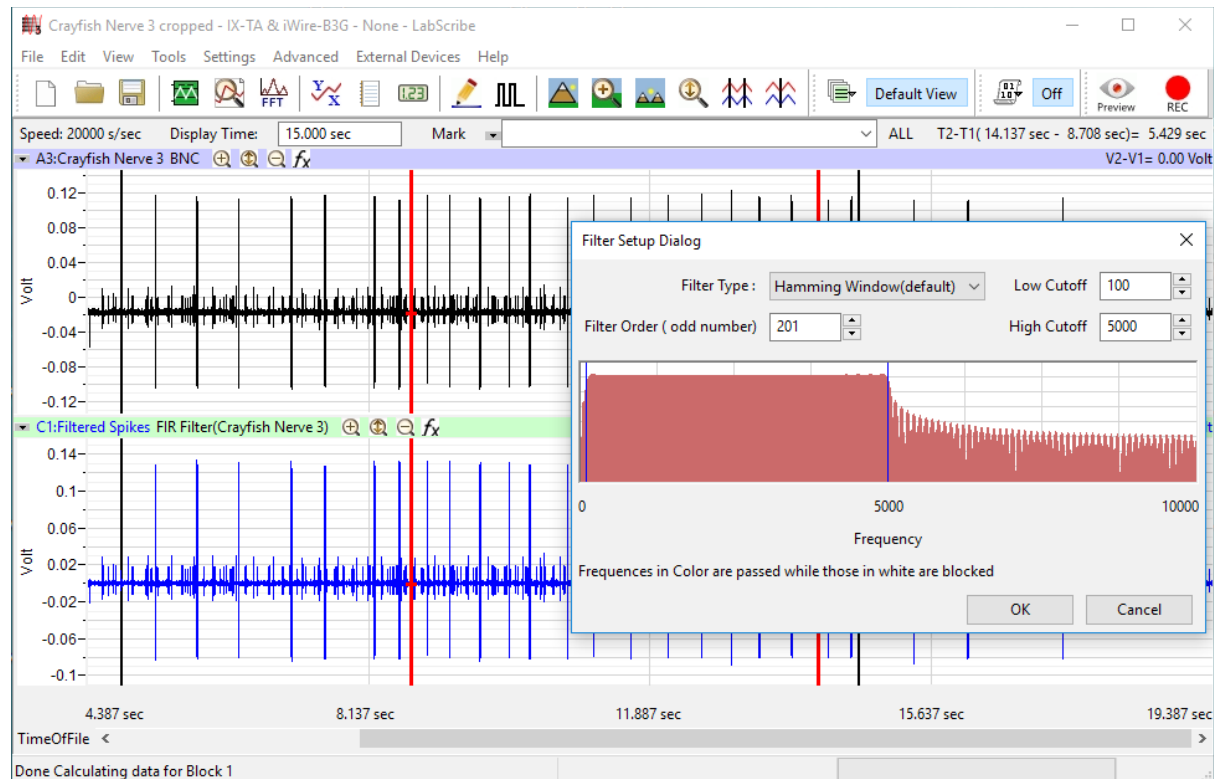 Crayfish Nerve 3 cropped - IX-TA & iWire-B3G - None - LabScribe
File Edit View Tools Settings Advanced External Devices Help
FFT Y X 1.23 Default View Off Preview REC
Speed: 20000 s/sec Display Time: 15.000 sec Mark ALL T2-T1( 14.137 sec - 8.708 sec)= 5.429 sec
A3:Crayfish Nerve 3 BNC fx V2-V1= 0.00 Volt
0.12
0.08
0.04
0
-0.04
-0.08
-0.12
Volt
C1:Filtered Spikes FIR Filter(Crayfish Nerve 3) fx
0.14
0.1
0.06
0.02
-0.02
-0.06
-0.1
Volt
Filter Setup Dialog
Filter Type : Hamming Window(default) Low Cutoff 100
Filter Order ( odd number) 201 High Cutoff 5000
0 5000 10000
Frequency
Frequences in Color are passed while those in white are blocked
OK Cancel
4.387 sec 8.137 sec 11.887 sec 15.637 sec 19.387 sec
TimeOfFile
Done Calculating data for Block 1